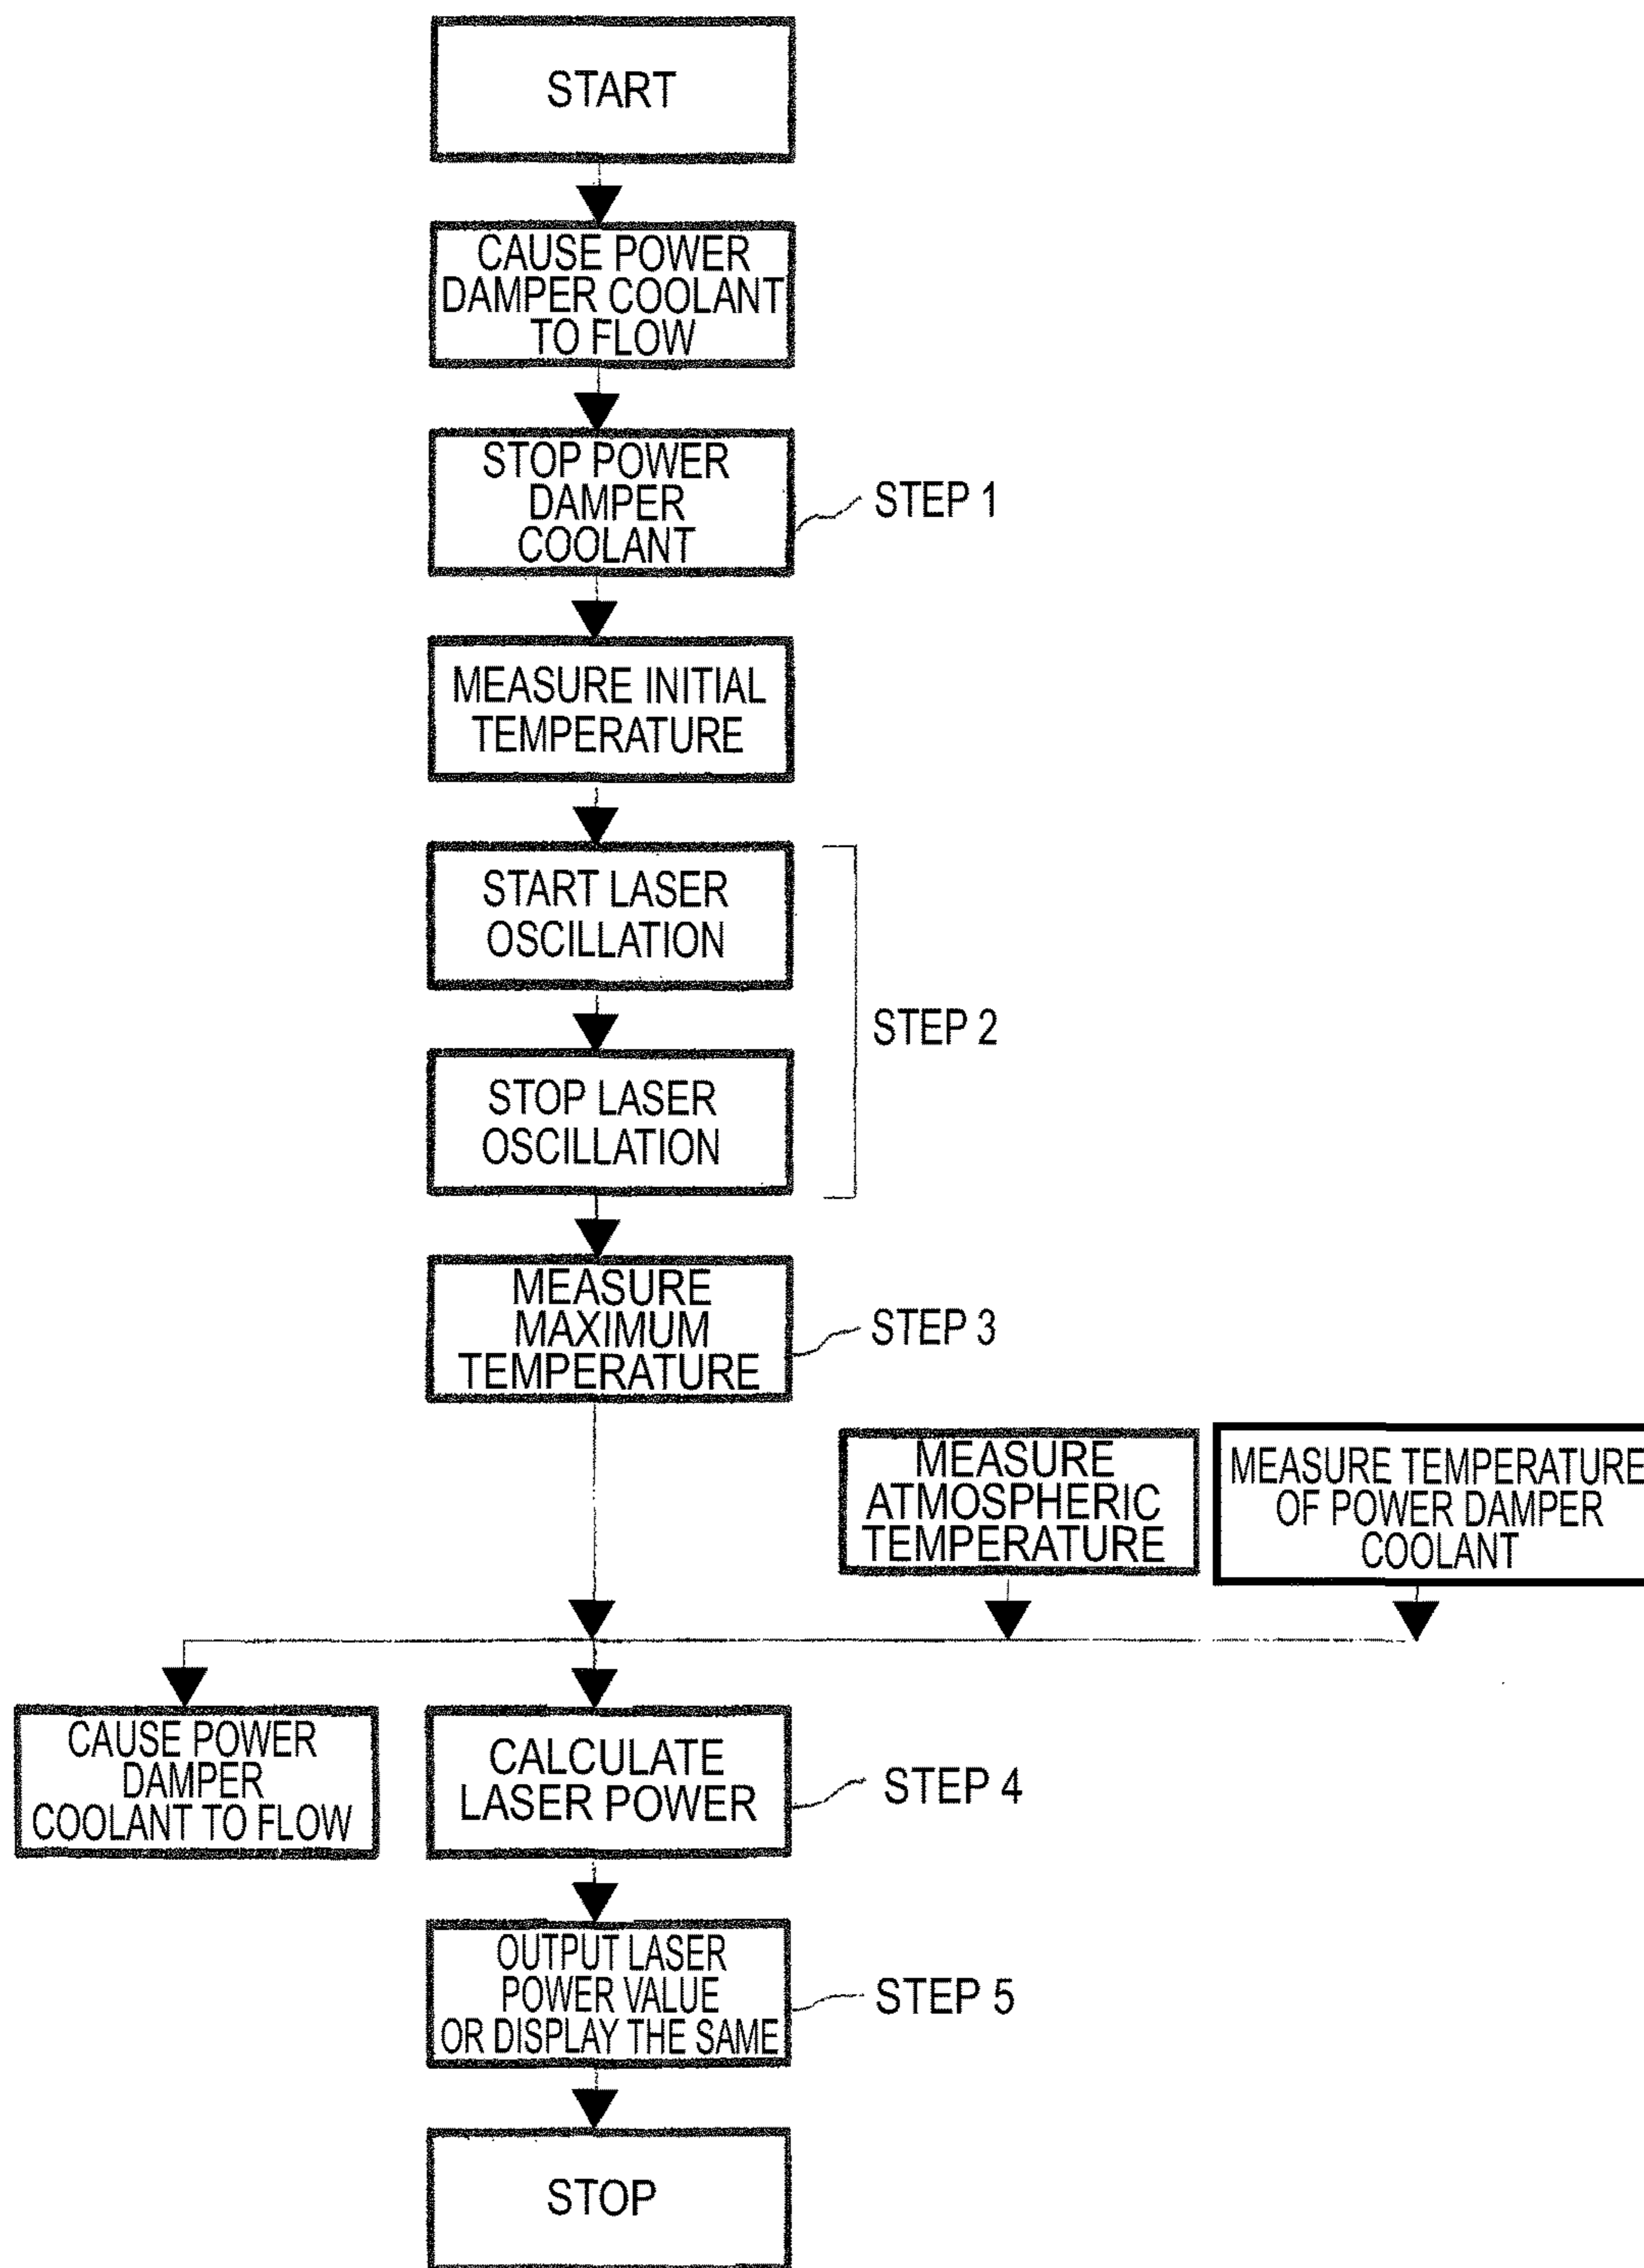 START
CAUSE POWER
DAMPER COOLANT
TO FLOW
STOP POWER
DAMPER
COOLANT
STEP 1
MEASURE INITIAL
TEMPERATURE
START LASER
OSCILLATION
STEP 2
STOP LASER
OSCILLATION
MEASURE
MAXIMUM
TEMPERATURE
STEP 3
MEASURE
ATMOSPHERIC
TEMPERATURE
MEASURE TEMPERATURE
OF POWER DAMPER
COOLANT
CAUSE POWER
DAMPER
COOLANT TO FLOW
CALCULATE
LASER POWER
STEP 4
OUTPUT LASER
POWER VALUE
OR DISPLAY THE SAME
STEP 5
STOP